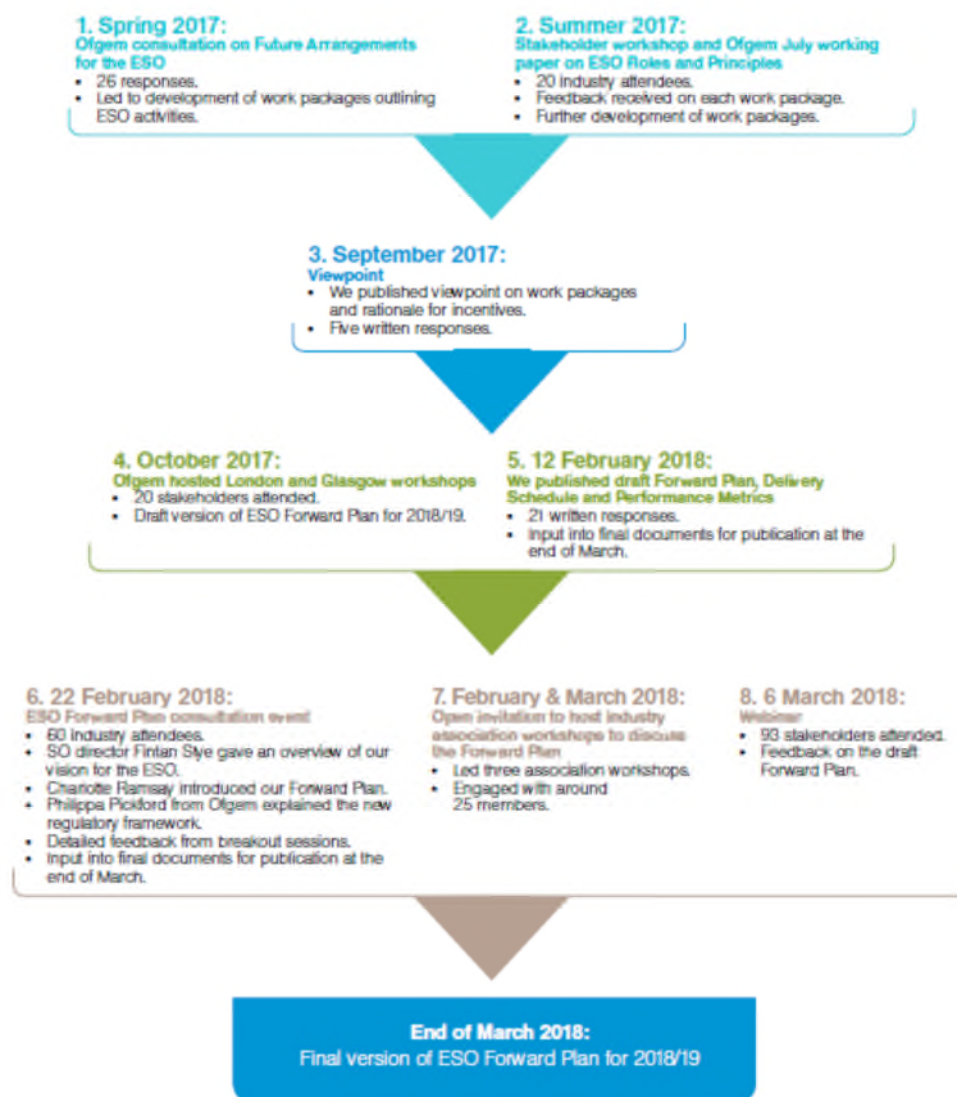 1. Spring 2017:
Ofgem consultation on Future Arrangements
for the ESO
• 26 responses.
• Led to development of work packages outlining
ESO activities.
2. Summer 2017:
Stakeholder workshop and Ofgem July working
paper on ESO Roles and Principles
• 20 industry attendees.
• Feedback received on each work package.
• Further development of work packages.
3. September 2017:
Viewpoint
• We published viewpoint on work packages
and rationale for incentives.
• Five written responses.
4. October 2017:
Ofgem hosted London and Glasgow workshops
• 20 stakeholders attended.
• Draft version of ESO Forward Plan for 2018/19.
5. 12 February 2018:
We published draft Forward Plan, Delivery
Schedule and Performance Metrics
• 21 written responses.
• Input into final documents for publication at the
end of March.
6. 22 February 2018:
ESO Forward Plan consultation event
• 60 industry attendees.
• SO director Fintan Slye gave an overview of our
vision for the ESO.
• Charlotte Ramsay introduced our Forward Plan.
• Philippa Pickford from Ofgem explained the new
regulatory framework.
• Detailed feedback from breakout sessions.
• Input into final documents for publication at the
end of March.
7. February & March 2018:
Open invitation to host industry
association workshops to discuss
the Forward Plan
• Led three association workshops.
• Engaged with around
25 members.
8. 6 March 2018:
Webinar
• 93 stakeholders attended.
• Feedback on the draft
Forward Plan.
End of March 2018:
Final version of ESO Forward Plan for 2018/19